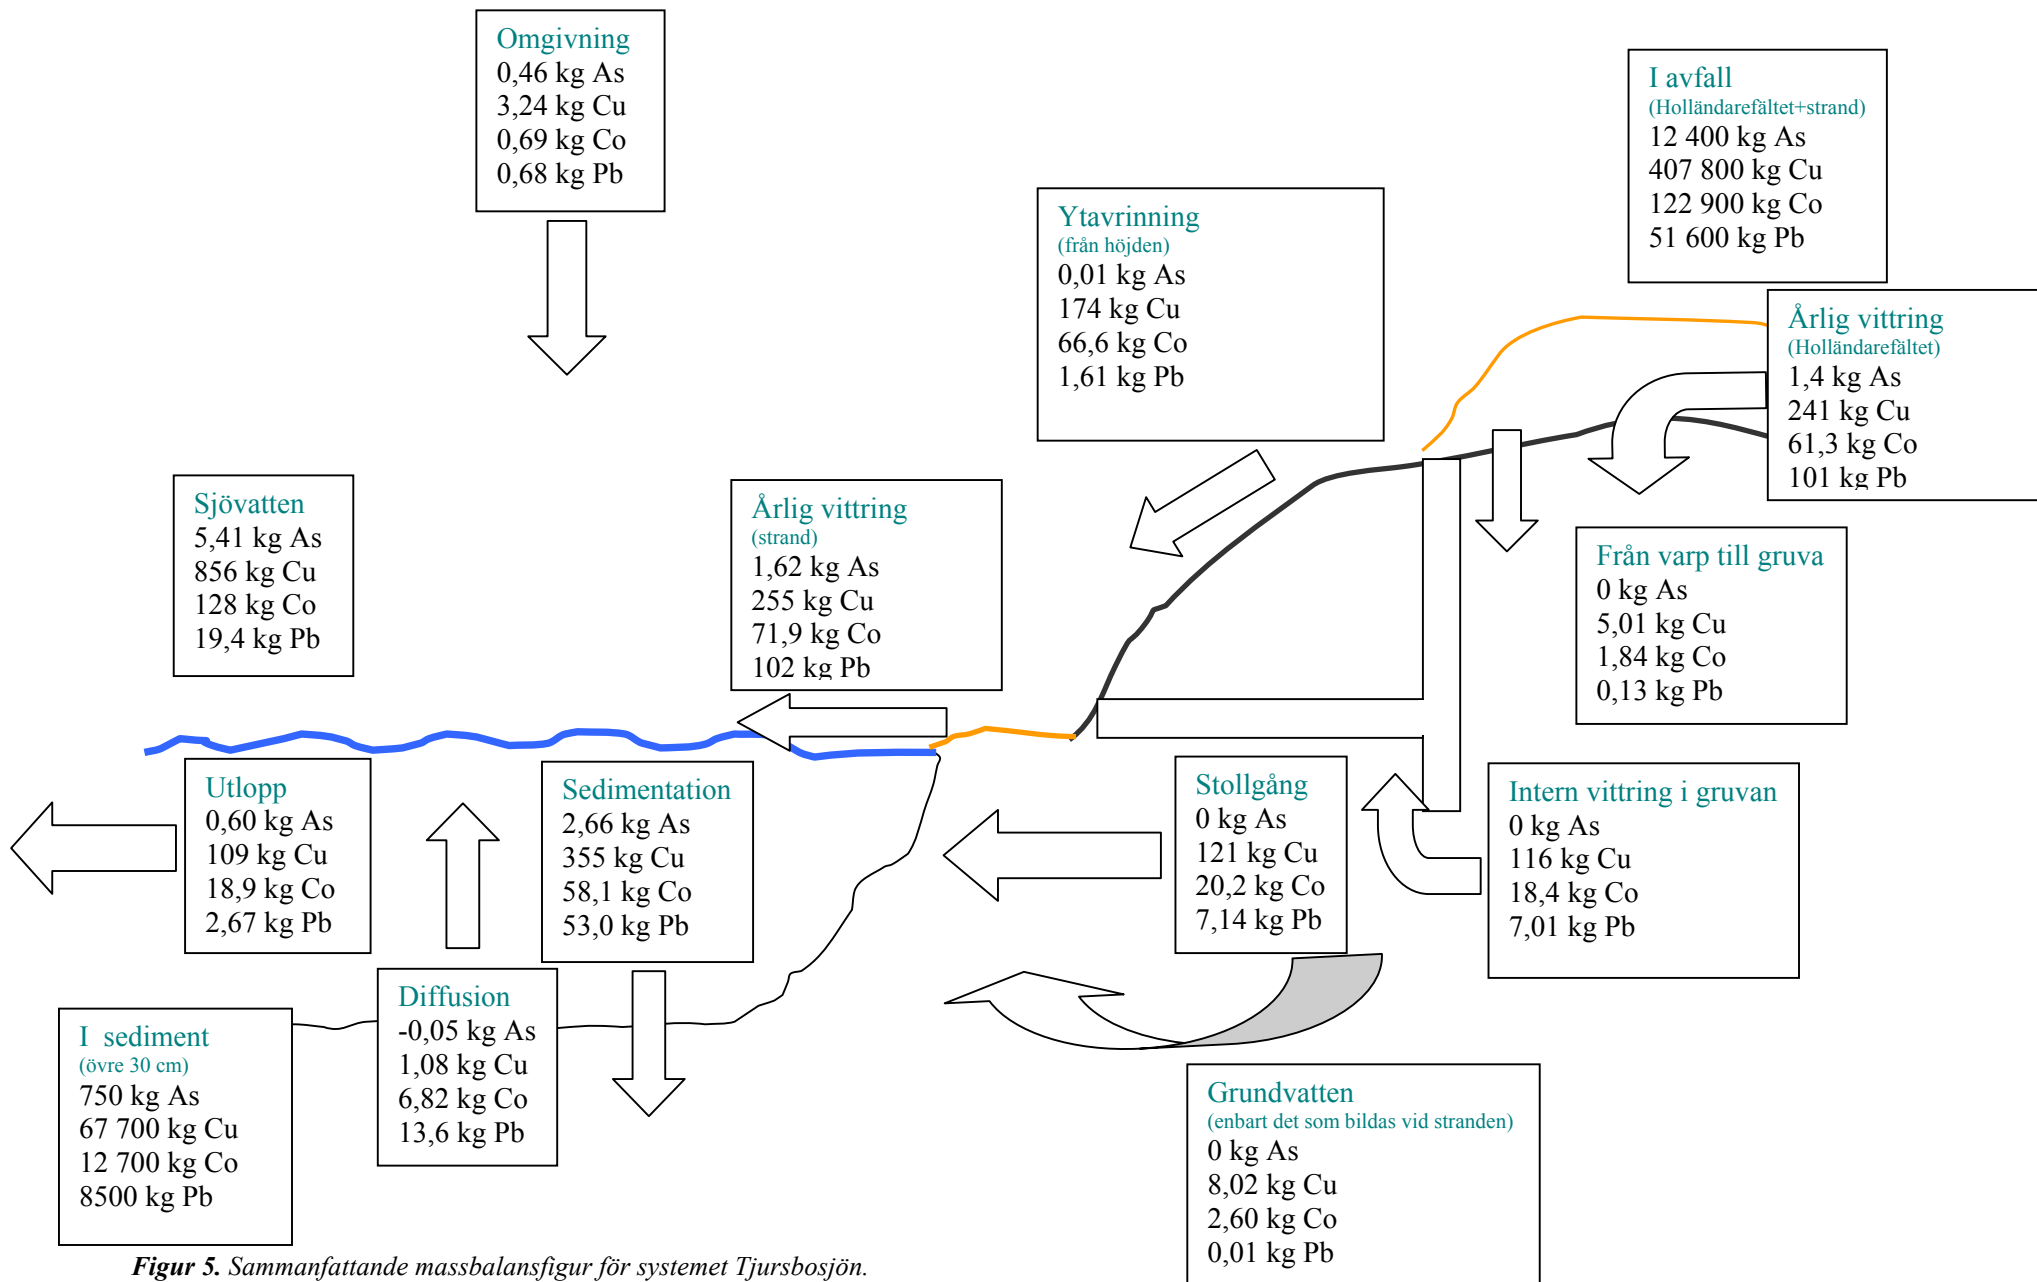 Omgivning
0,46 kg As
3,24 kg Cu
0,69 kg Co
0,68 kg Pb
I avfall
(Holländarefältet+strand)
12 400 kg As
407 800 kg Cu
122 900 kg Co
51 600 kg Pb
Ytavrinning
(från höjden)
0,01 kg As
174 kg Cu
66,6 kg Co
1,61 kg Pb
Årlig vittring
(Holländarefältet)
1,4 kg As
241 kg Cu
61,3 kg Co
101 kg Pb
Sjövatten
5,41 kg As
856 kg Cu
128 kg Co
19,4 kg Pb
Årlig vittring
(strand)
1,62 kg As
255 kg Cu
71,9 kg Co
102 kg Pb
Från varp till gruva
0 kg As
5,01 kg Cu
1,84 kg Co
0,13 kg Pb
Utlopp
0,60 kg As
109 kg Cu
18,9 kg Co
2,67 kg Pb
Sedimentation
2,66 kg As
355 kg Cu
58,1 kg Co
53,0 kg Pb
Stollgång
0 kg As
121 kg Cu
20,2 kg Co
7,14 kg Pb
Intern vittring i gruvan
0 kg As
116 kg Cu
18,4 kg Co
7,01 kg Pb
I sediment
(övre 30 cm)
750 kg As
67 700 kg Cu
12 700 kg Co
8500 kg Pb
Diffusion
-0,05 kg As
1,08 kg Cu
6,82 kg Co
13,6 kg Pb
Grundvatten
(enbart det som bildas vid stranden)
0 kg As
8,02 kg Cu
2,60 kg Co
0,01 kg Pb
Figur 5. Sammanfattande massbalansfigur för systemet Tjursbosjön.